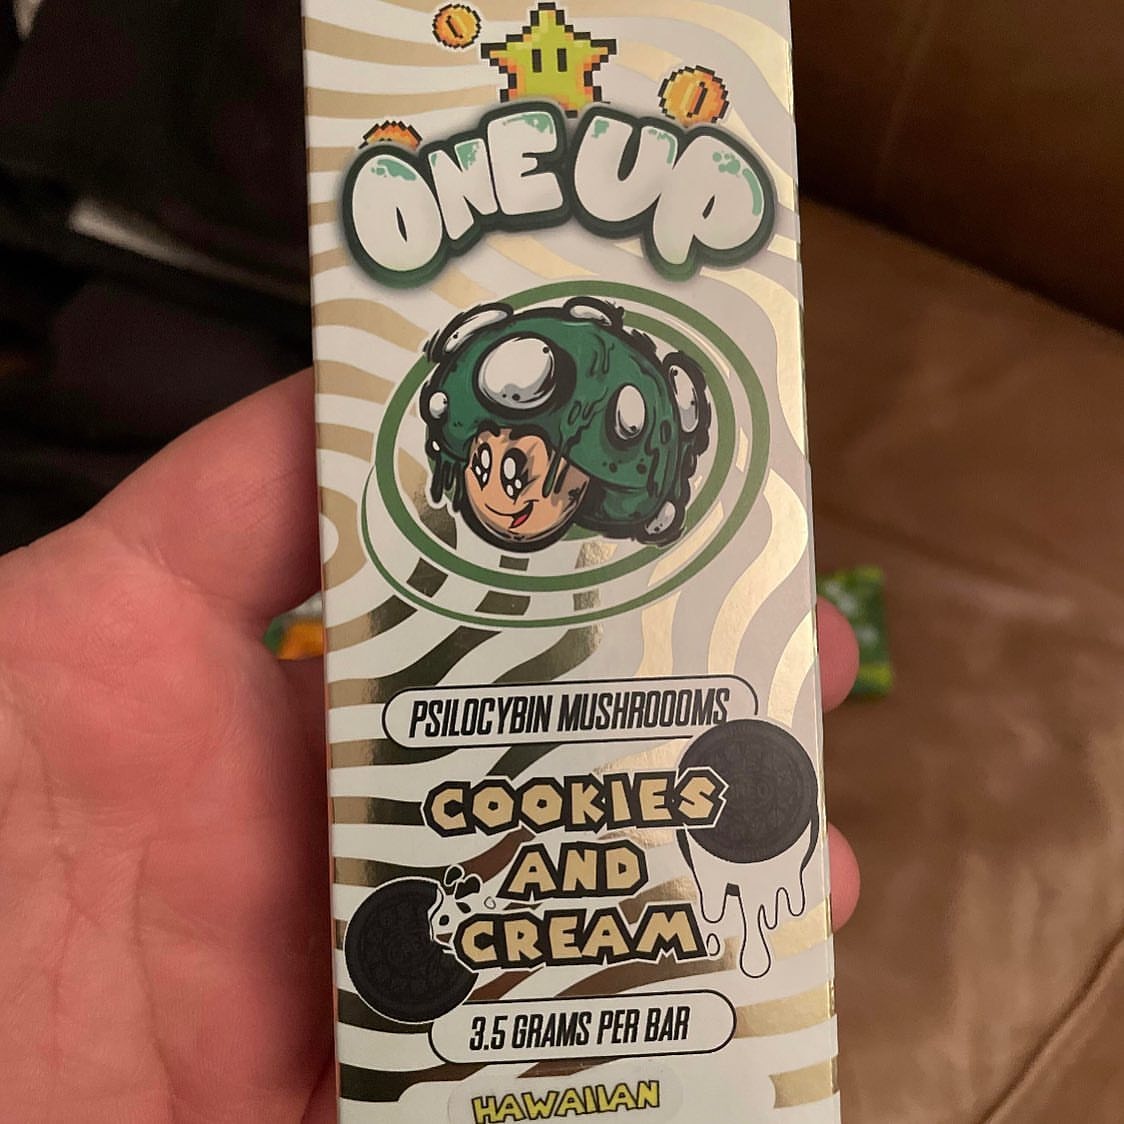 ONE UP
PSILOCYBIN MUSHROOOMS
COOKIES
AND
CREAM
3.5 GRAMS PER BAR
HAWAIIAN